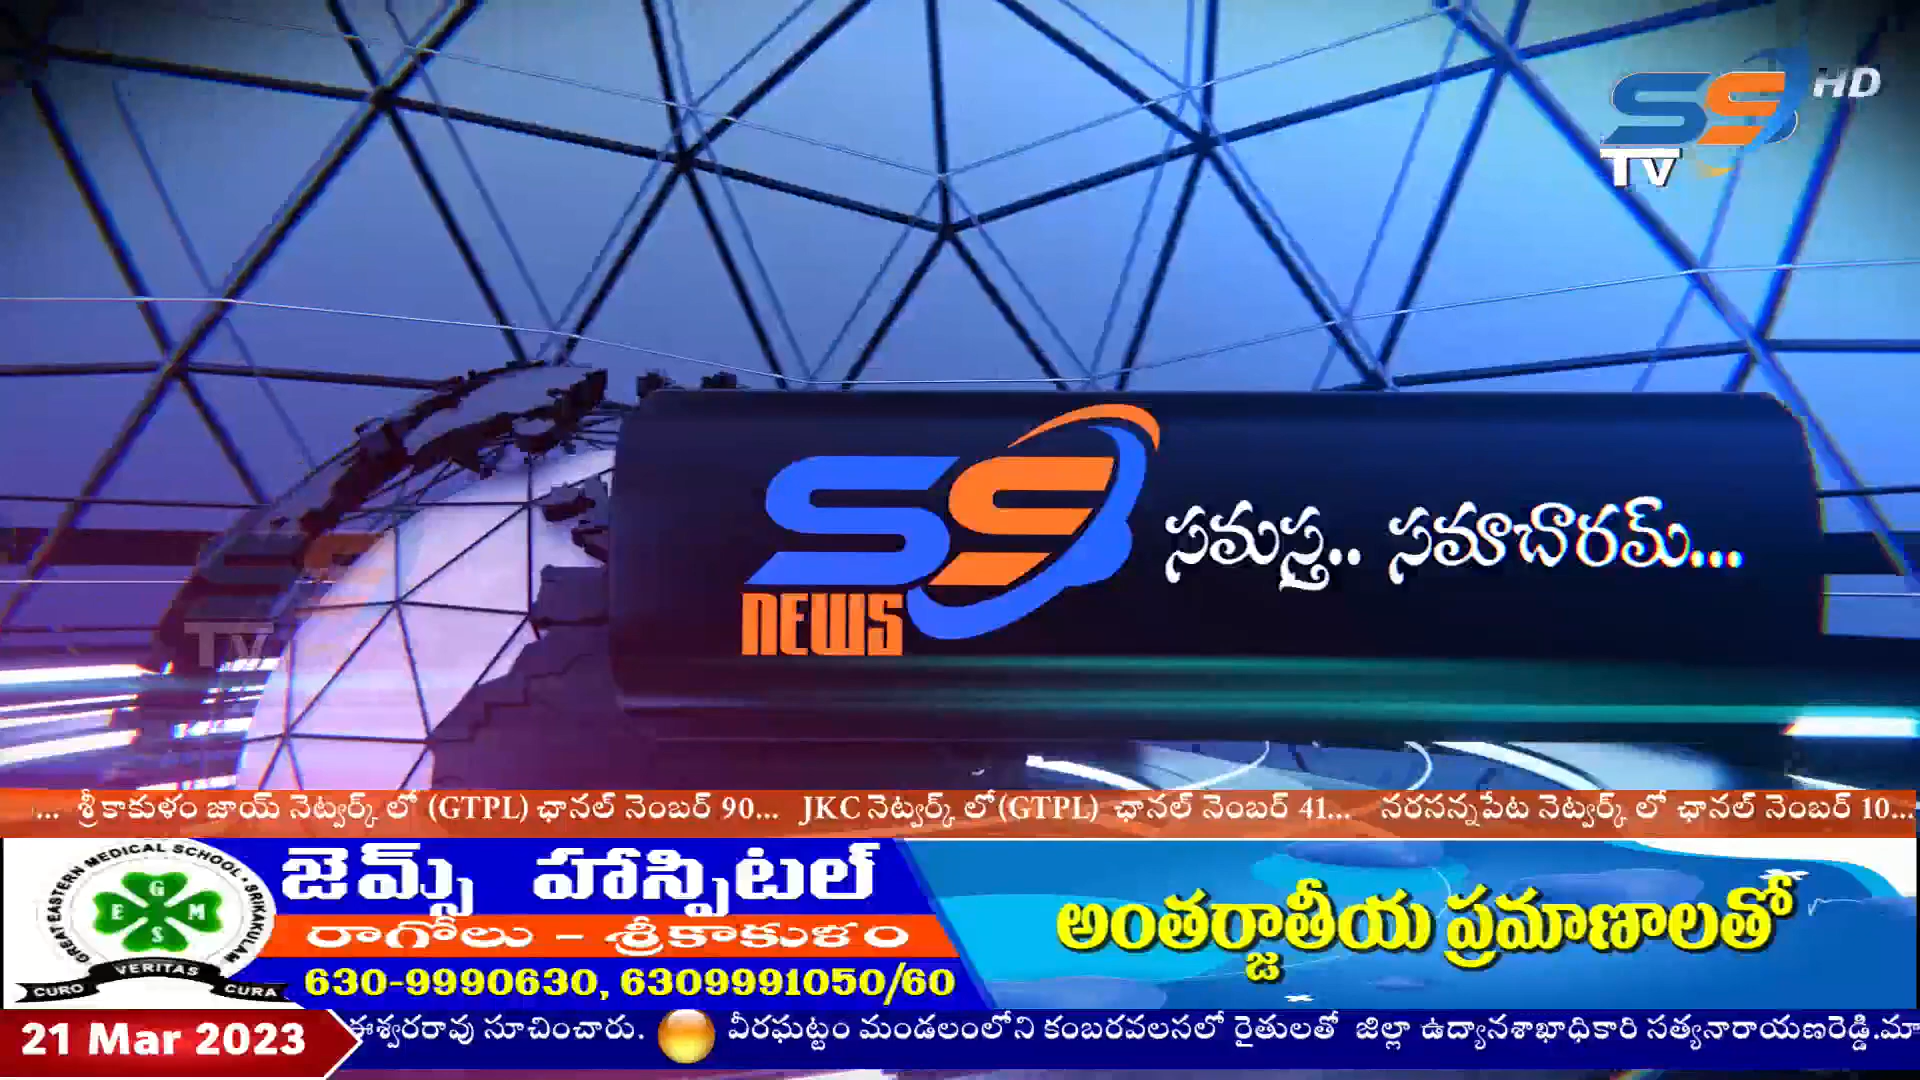 S9 HD
TV
S9 సమస్త.. సమాచారమ్...
NEWS
... శ్రీకాకుళం జాయ్ నెట్వర్క్ లో (GTPL) ఛానల్ నెంబర్ 90... JKC నెట్వర్క్ లో (GTPL) ఛానల్ నెంబర్ 41... నరసన్నపేట నెట్వర్క్ లో ఛానల్ నెంబర్ 10...
GREAT EASTERN MEDICAL SCHOOL • SRIKAKULAM
G E M S
CURO VERITAS CURA
జెమ్స్ హాస్పిటల్
రాగోలు - శ్రీకాకుళం
630-9990630, 6309991050/60
అంతర్జాతీయ ప్రమాణాలతో
21 Mar 2023
ఈశ్వరరావు సూచించారు. వీరఘట్టం మండలంలోని కంబరవలసలో రైతులతో జిల్లా ఉద్యానశాఖాధికారి సత్యనారాయణరెడ్డి.మా